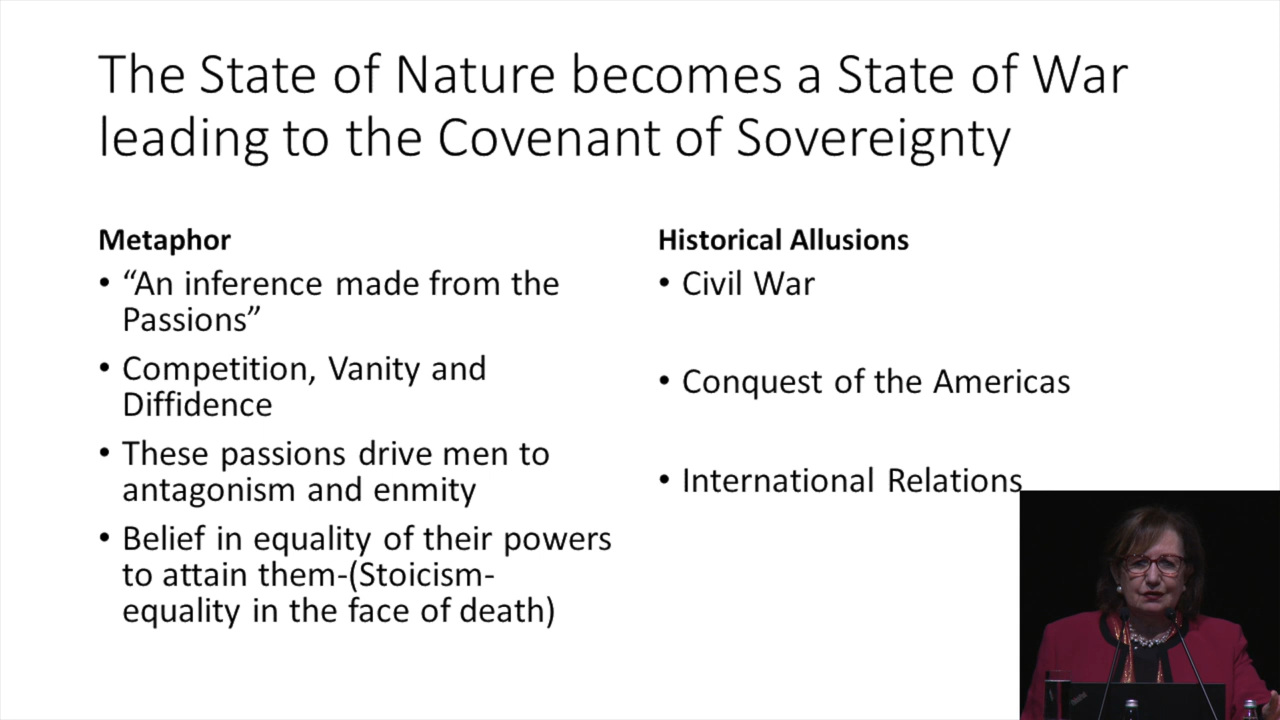 The State of Nature becomes a State of War
leading to the Covenant of Sovereignty
Metaphor
• “An inference made from the
Passions”
• Competition, Vanity and
Diffidence
• These passions drive men to
antagonism and enmity
• Belief in equality of their powers
to attain them-(Stoicism-
equality in the face of death)
Historical Allusions
• Civil War
• Conquest of the Americas
• International Relations